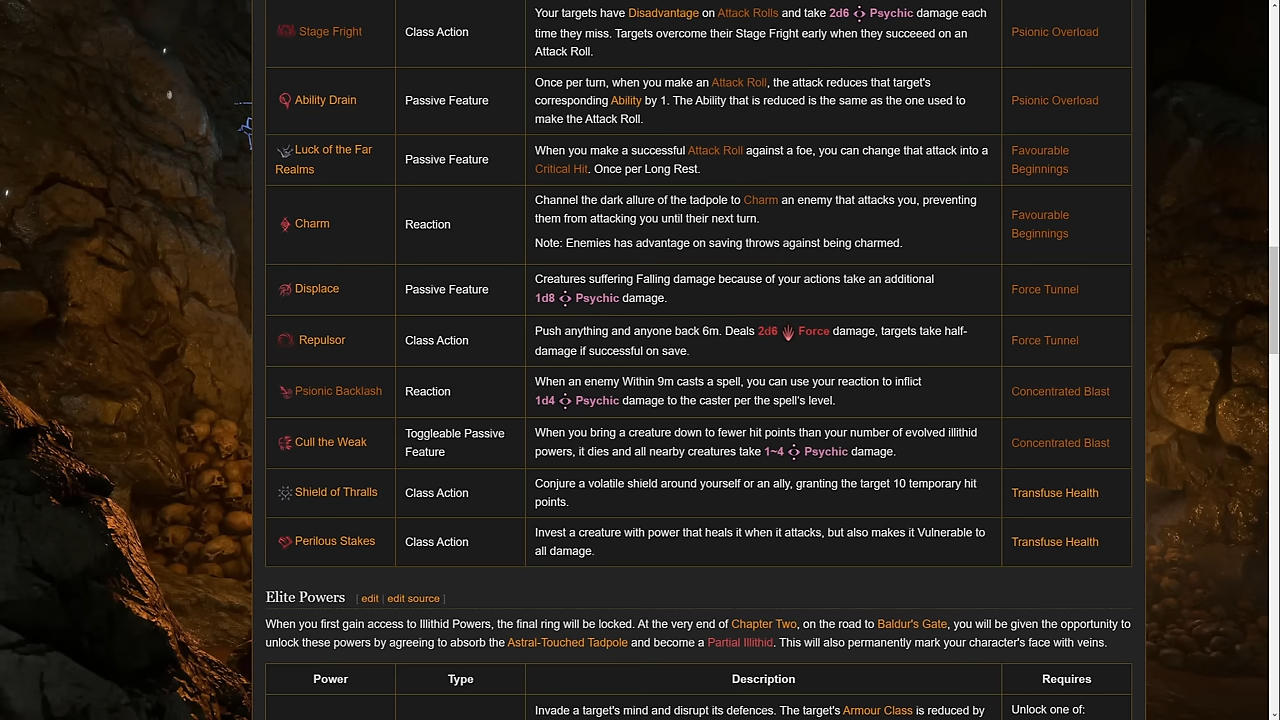 Your targets have Disadvantage on Attack Rolls and take 2d6 Psychic damage each
Stage Fright
Class Action
time they miss. Targets overcome their Stage Fright early when they succeeed on an
Psionic Overload
Attack Roll.
Once per turn, when you make an Attack Roll, the attack reduces that target's
Ability Drain
Passive Feature
corresponding Ability by 1. The Ability that is reduced is the same as the one used to
Psionic Overload
make the Attack Roll.
Luck of the Far
Realms
Passive Feature
When you make a successful Attack Roll against a foe, you can change that attack into a
Critical Hit. Once per Long Rest.
Favourable
Beginnings
Charm
Reaction
Channel the dark allure of the tadpole to Charm an enemy that attacks you, preventing
them from attacking you until their next turn.
Note: Enemies has advantage on saving throws against being charmed.
Favourable
Beginnings
Displace
Passive Feature
Creatures suffering Falling damage because of your actions take an additional
1d8 Psychic damage.
Force Tunnel
Repulsor
Class Action
Push anything and anyone back 6m. Deals 2d6 Force damage, targets take half-
damage if successful on save.
Force Tunnel
Psionic Backlash
Reaction
When an enemy Within 9m casts a spell, you can use your reaction to inflict
1d4 Psychic damage to the caster per the spell's level.
Concentrated Blast
Cull the Weak
Toggleable Passive
Feature
When you bring a creature down to fewer hit points than your number of evolved illithid
powers, it dies and all nearby creatures take 1~4 Psychic damage.
Concentrated Blast
Shield of Thralls
Class Action
Conjure a volatile shield around yourself or an ally, granting the target 10 temporary hit
points.
Transfuse Health
Perilous Stakes
Class Action
Invest a creature with power that heals it when it attacks, but also makes it Vulnerable to
all damage.
Transfuse Health
Elite Powers [ edit | edit source ]
When you first gain access to Illithid Powers, the final ring will be locked. At the very end of Chapter Two, on the road to Baldur's Gate, you will be given the opportunity to
unlock these powers by agreeing to absorb the Astral-Touched Tadpole and become a Partial Illithid. This will also permanently mark your character's face with veins.
Power Type Description Requires
Invade a target's mind and disrupt its defences. The target's Armour Class is reduced by
Unlock one of: